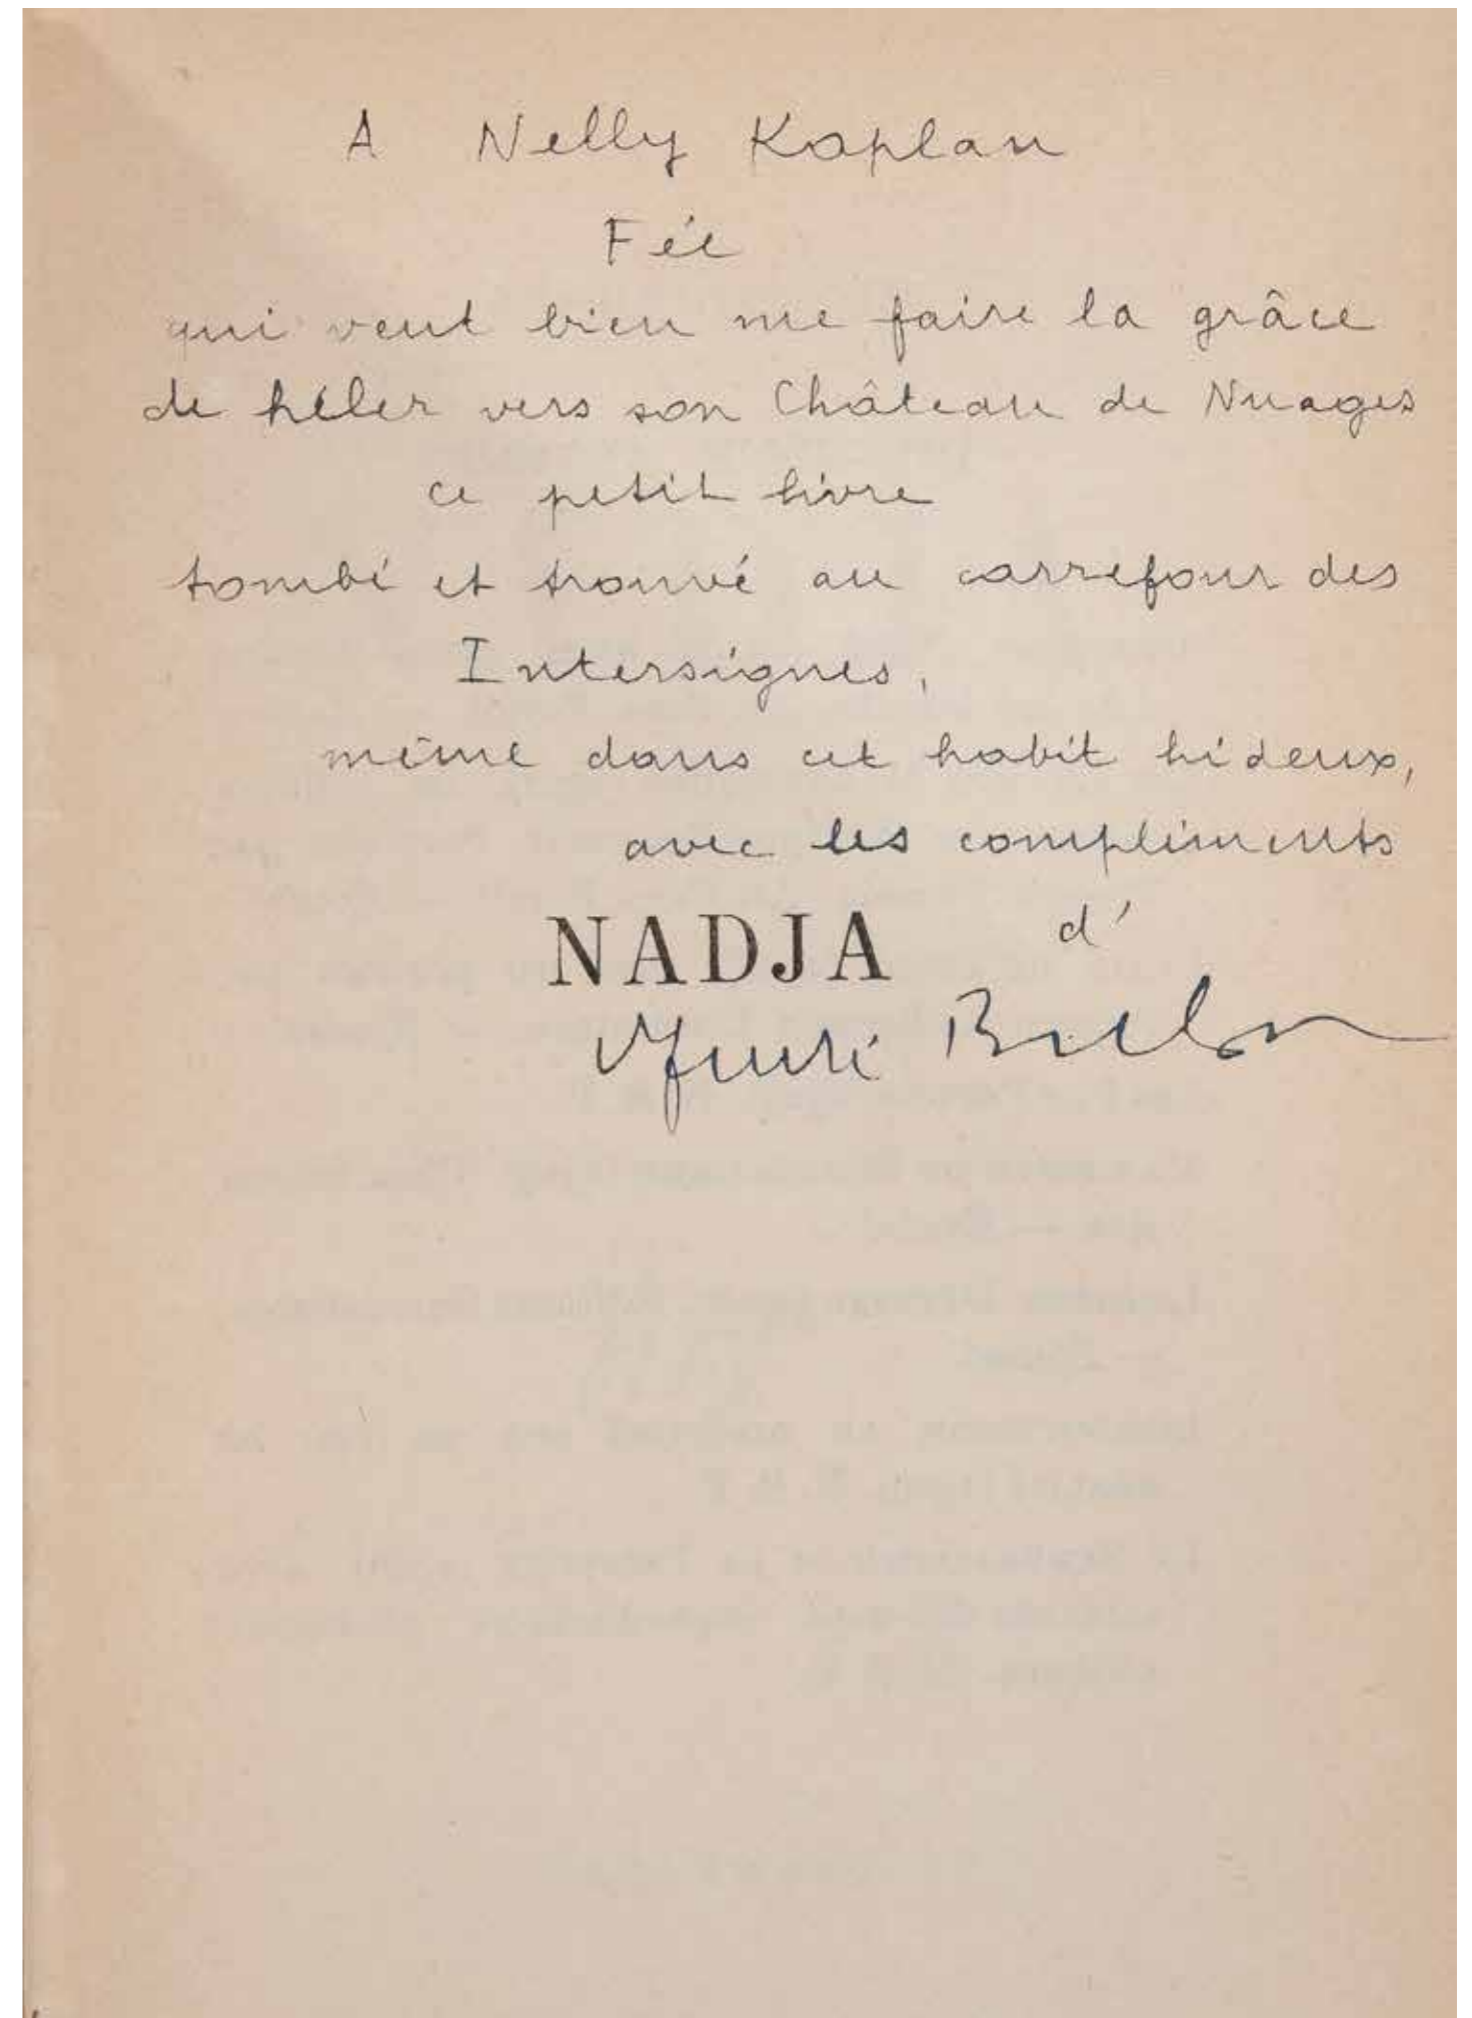 A Nelly Kaplan
Fée
qui veut bien me faire la grâce
de héler vers son Château de Nuages
ce petit livre
tombé et trouvé au carrefour des
Intersignes,
même dans cet habit hideux,
avec les compliments
d'
NADJA
André Breton